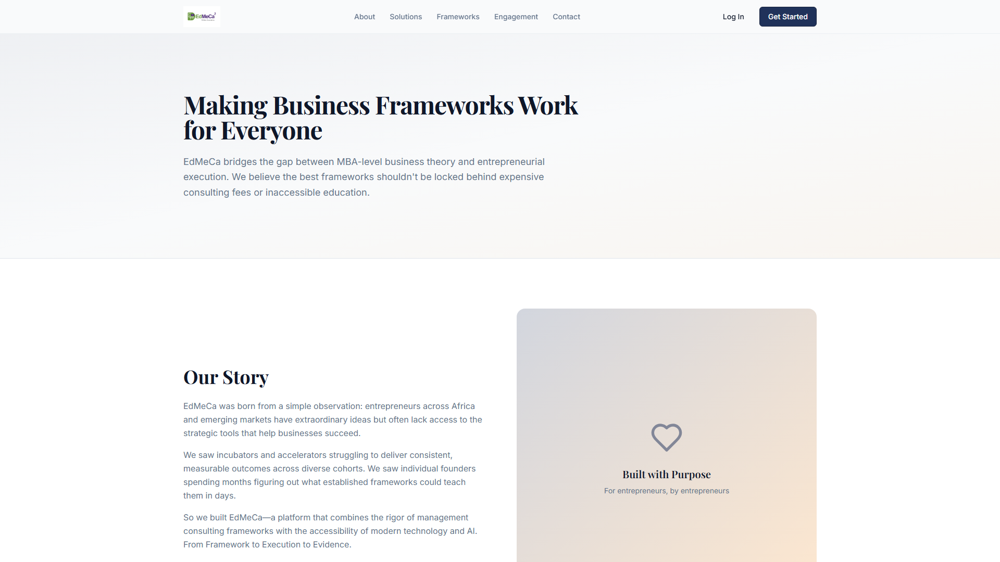 EdMeCa²
About
Solutions
Frameworks
Engagement
Contact
Log In
Get Started
Making Business Frameworks Work
for Everyone
EdMeCa bridges the gap between MBA-level business theory and entrepreneurial
execution. We believe the best frameworks shouldn't be locked behind expensive
consulting fees or inaccessible education.
Our Story
EdMeCa was born from a simple observation: entrepreneurs across Africa
and emerging markets have extraordinary ideas but often lack access to the
strategic tools that help businesses succeed.
We saw incubators and accelerators struggling to deliver consistent,
measurable outcomes across diverse cohorts. We saw individual founders
spending months figuring out what established frameworks could teach
them in days.
So we built EdMeCa—a platform that combines the rigor of management
consulting frameworks with the accessibility of modern technology and AI.
From Framework to Execution to Evidence.
Built with Purpose
For entrepreneurs, by entrepreneurs